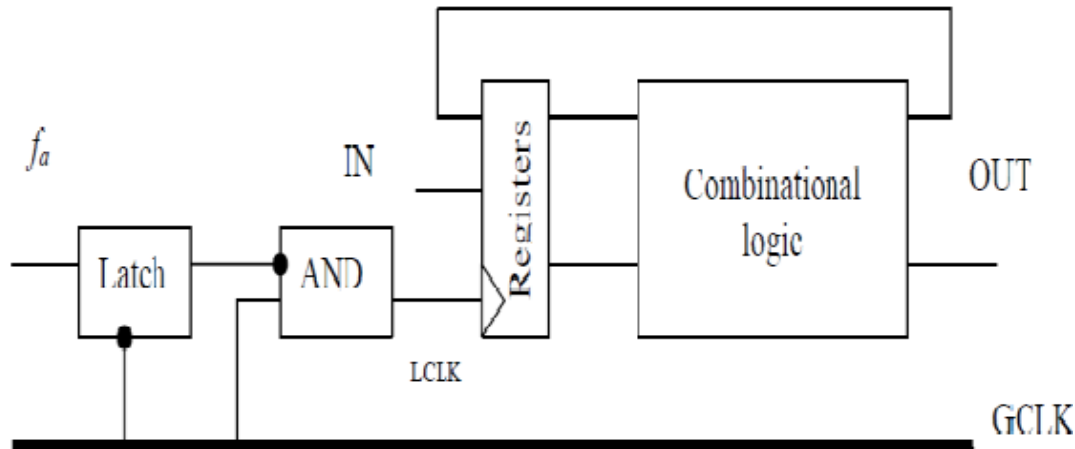 fa
IN
Registers
Combinational
logic
OUT
Latch
AND
LCLK
GCLK